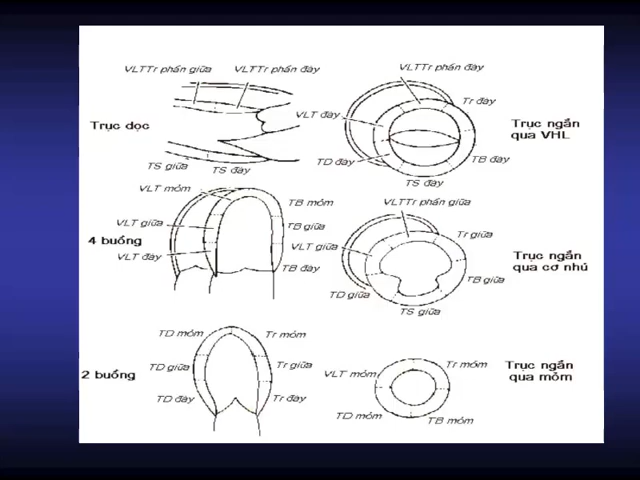 VLTTr phần giữa
VLTTr phần đáy
Trục dọc
TS giữa
TS đáy
VLTTr phần đáy
Tr đáy
VLT đáy
TD đáy
TB đáy
TS đáy
Trục ngắn
qua VHL
VLT mỏm
TB mỏm
VLT giữa
TB giữa
4 buồng
VLT đáy
TB đáy
VLTTr phần giữa
Tr giữa
VLT giữa
TB giữa
TD giữa
TS giữa
Trục ngắn
qua cơ nhú
TD mỏm
Tr mỏm
TD giữa
Tr giữa
2 buồng
TD đáy
Tr đáy
Tr mỏm
VLT mỏm
TD mỏm
TB mỏm
Trục ngắn
qua mỏm